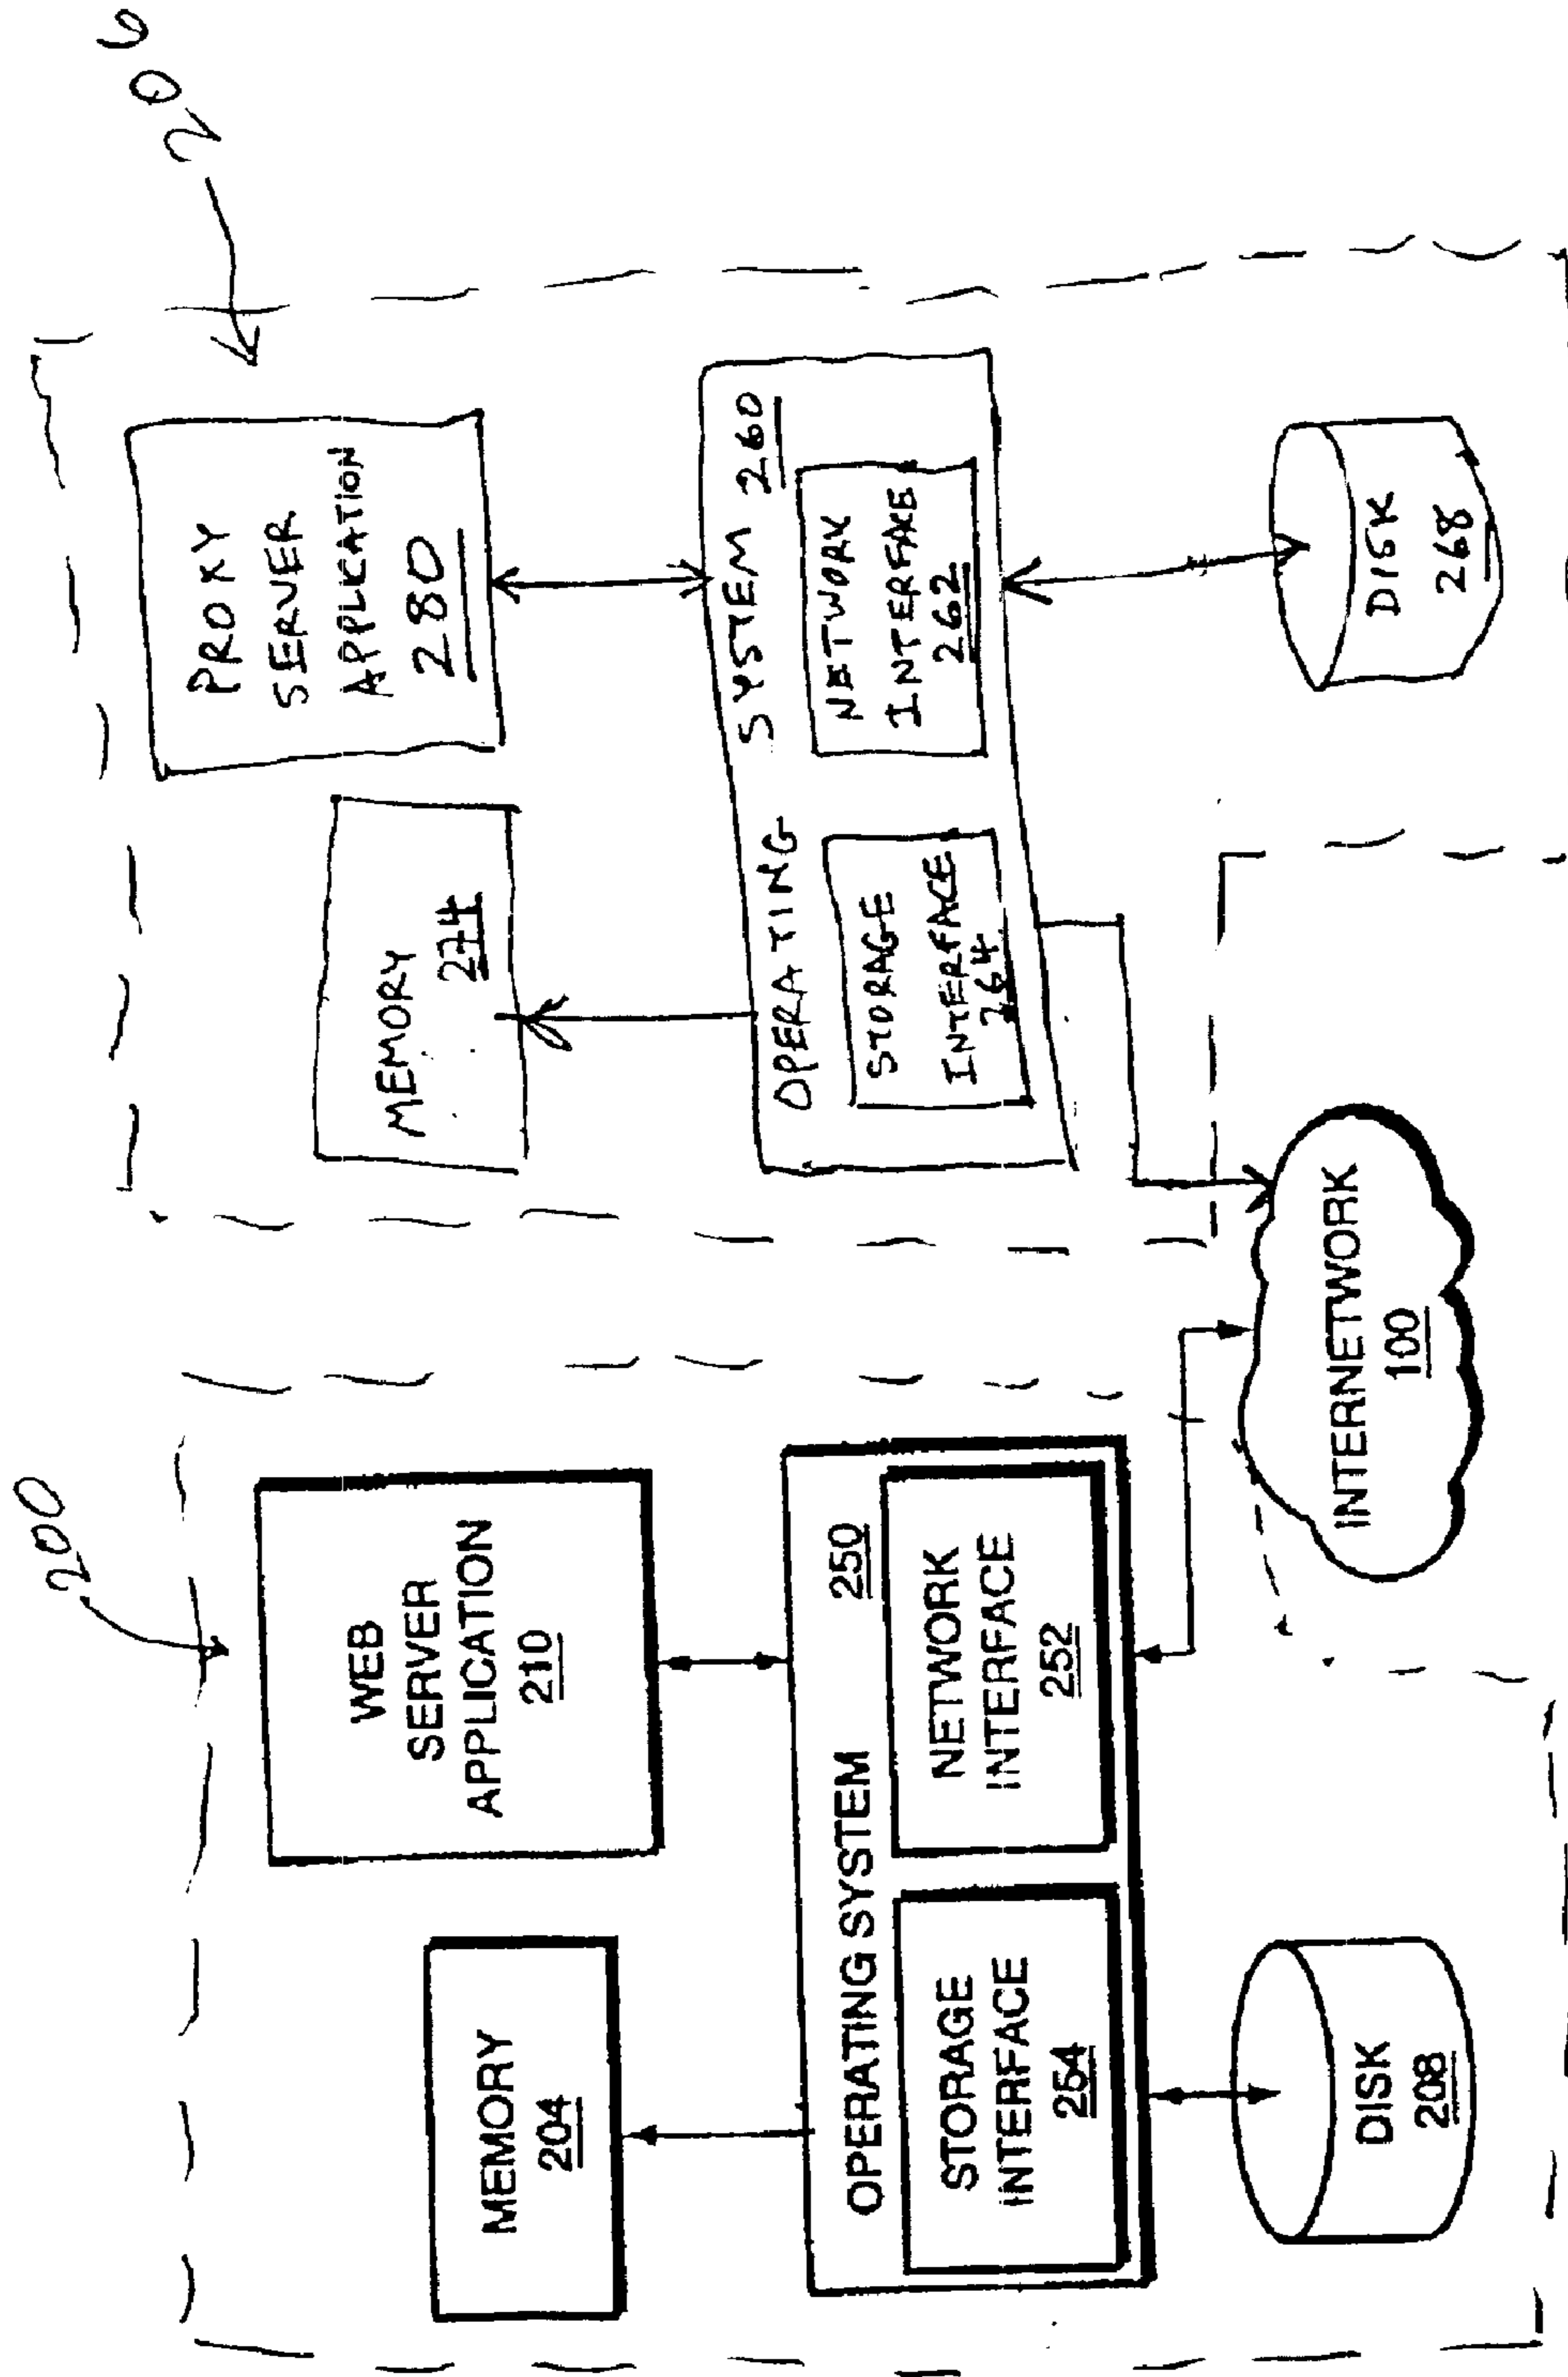 200
206
WEB
SERVER
APPLICATION
210
MEMORY
204
OPERATING SYSTEM 250
STORAGE
INTERFACE
254
NETWORK
INTERFACE
252
DISK
208
INTERNETWORK
100
PROXY
SERVER
APPLICATION
280
MEMORY
274
OPERATING SYSTEM 260
STORAGE
INTERFACE
264
NETWORK
INTERFACE
262
DISK
268